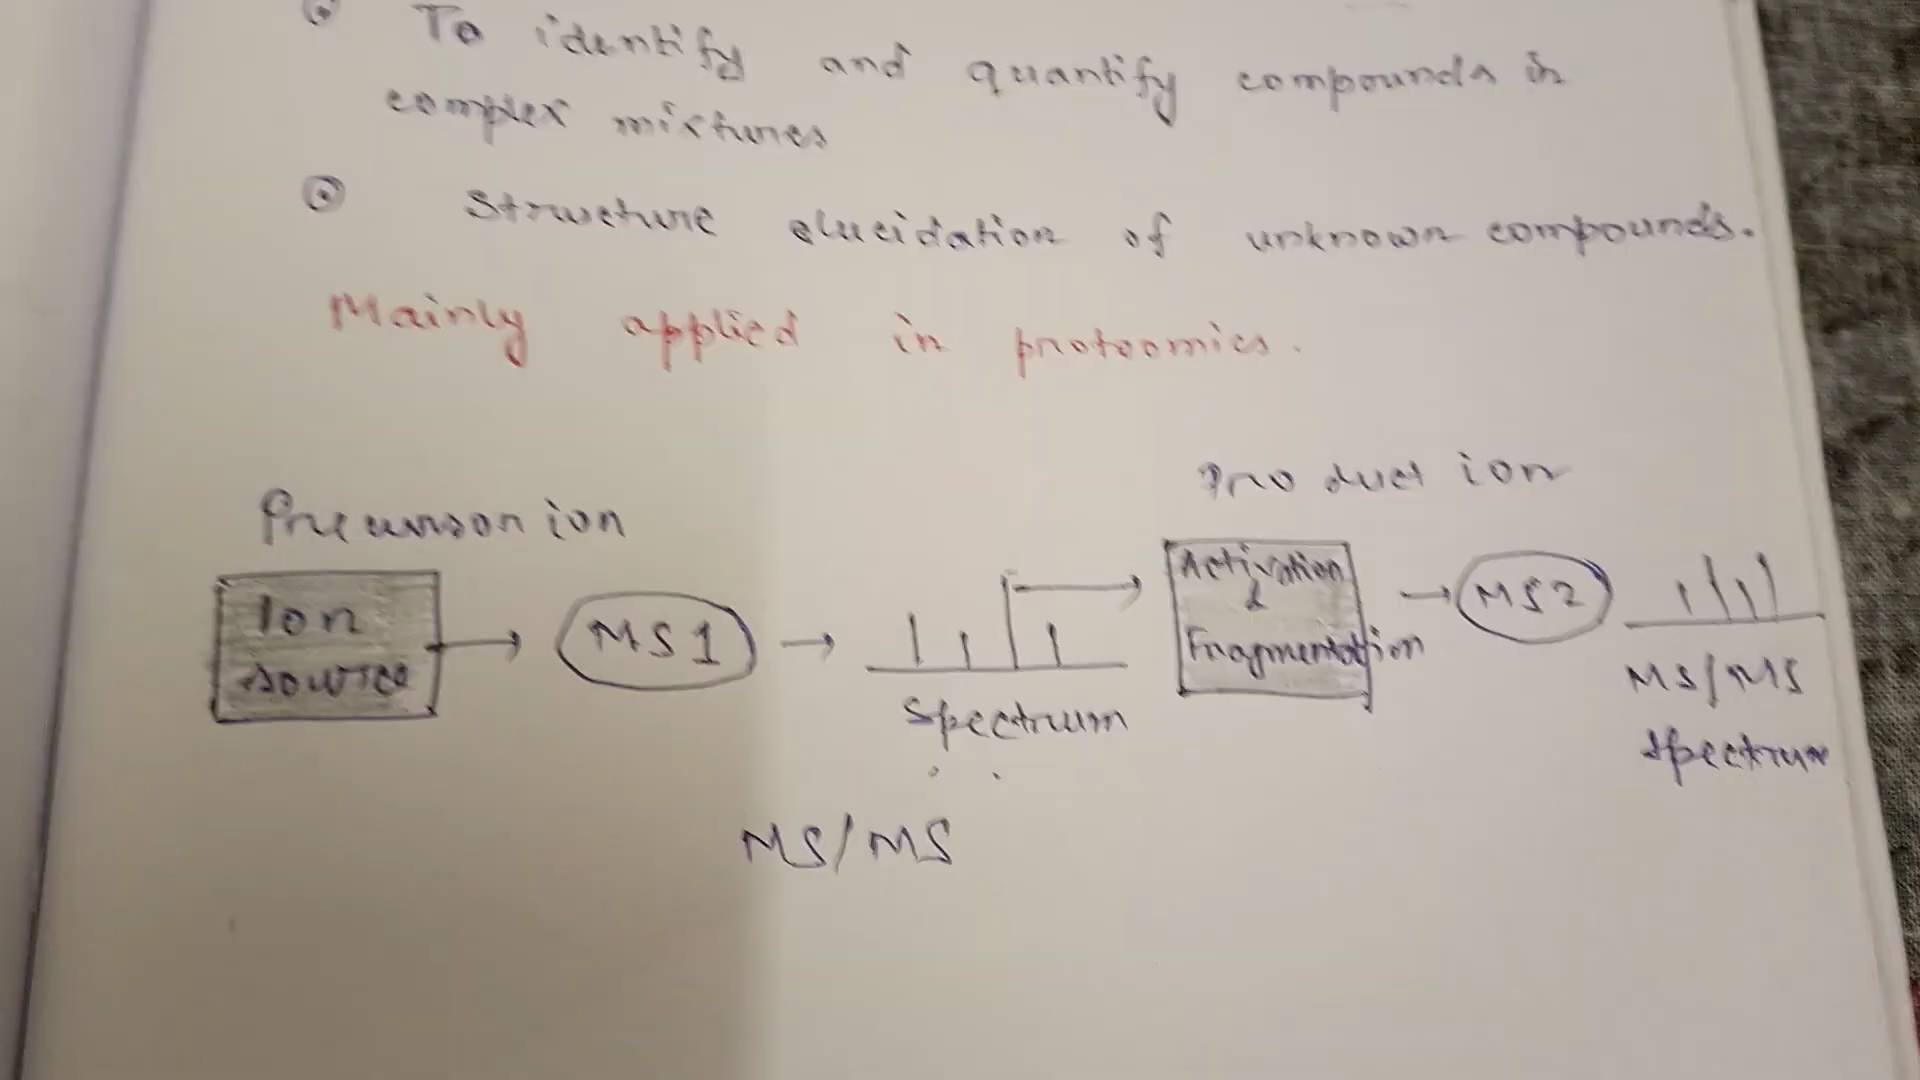 To identify and quantify compounds in
complex mixtures
Structure elucidation of unknown compounds.
Mainly applied in protoomics.
Product ion
Precursor ion
Ion
source
MS1
Spectrum
Activation
&
Fragmentation
MS2
MS/MS
spectrum
MS/MS